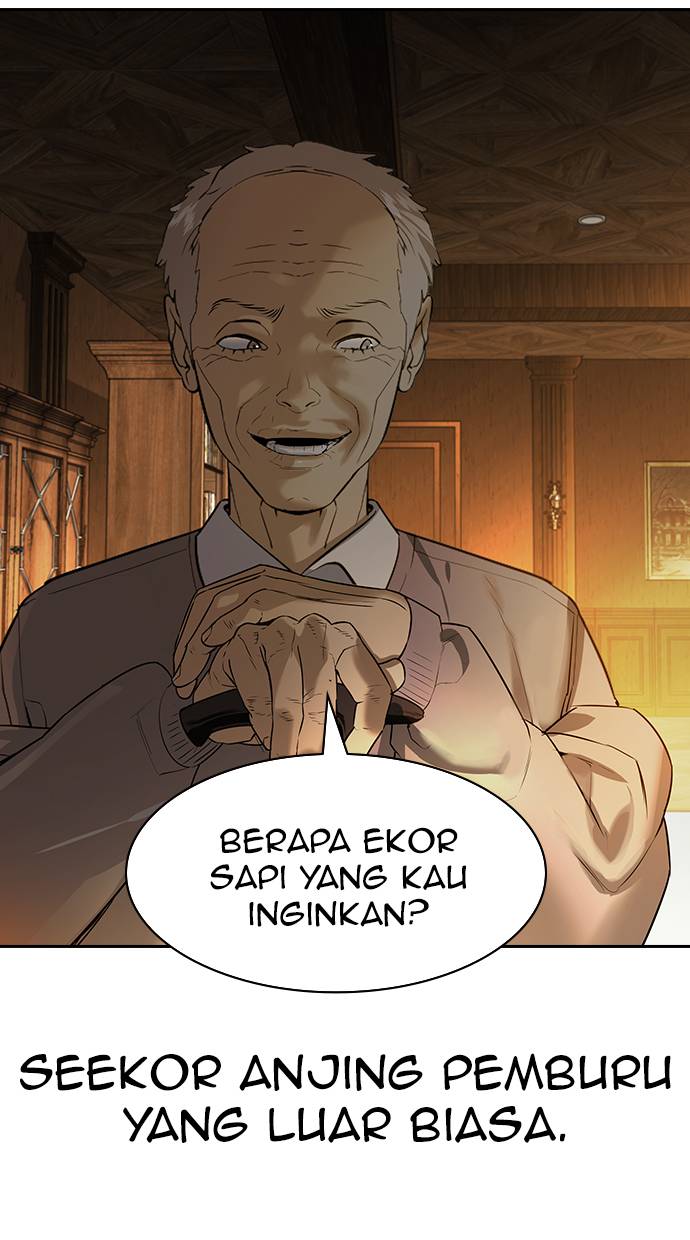 BERAPA EKOR
SAPI YANG KAU
INGINKAN?
SEEKOR ANJING PEMBURU
YANG LUAR BIASA.